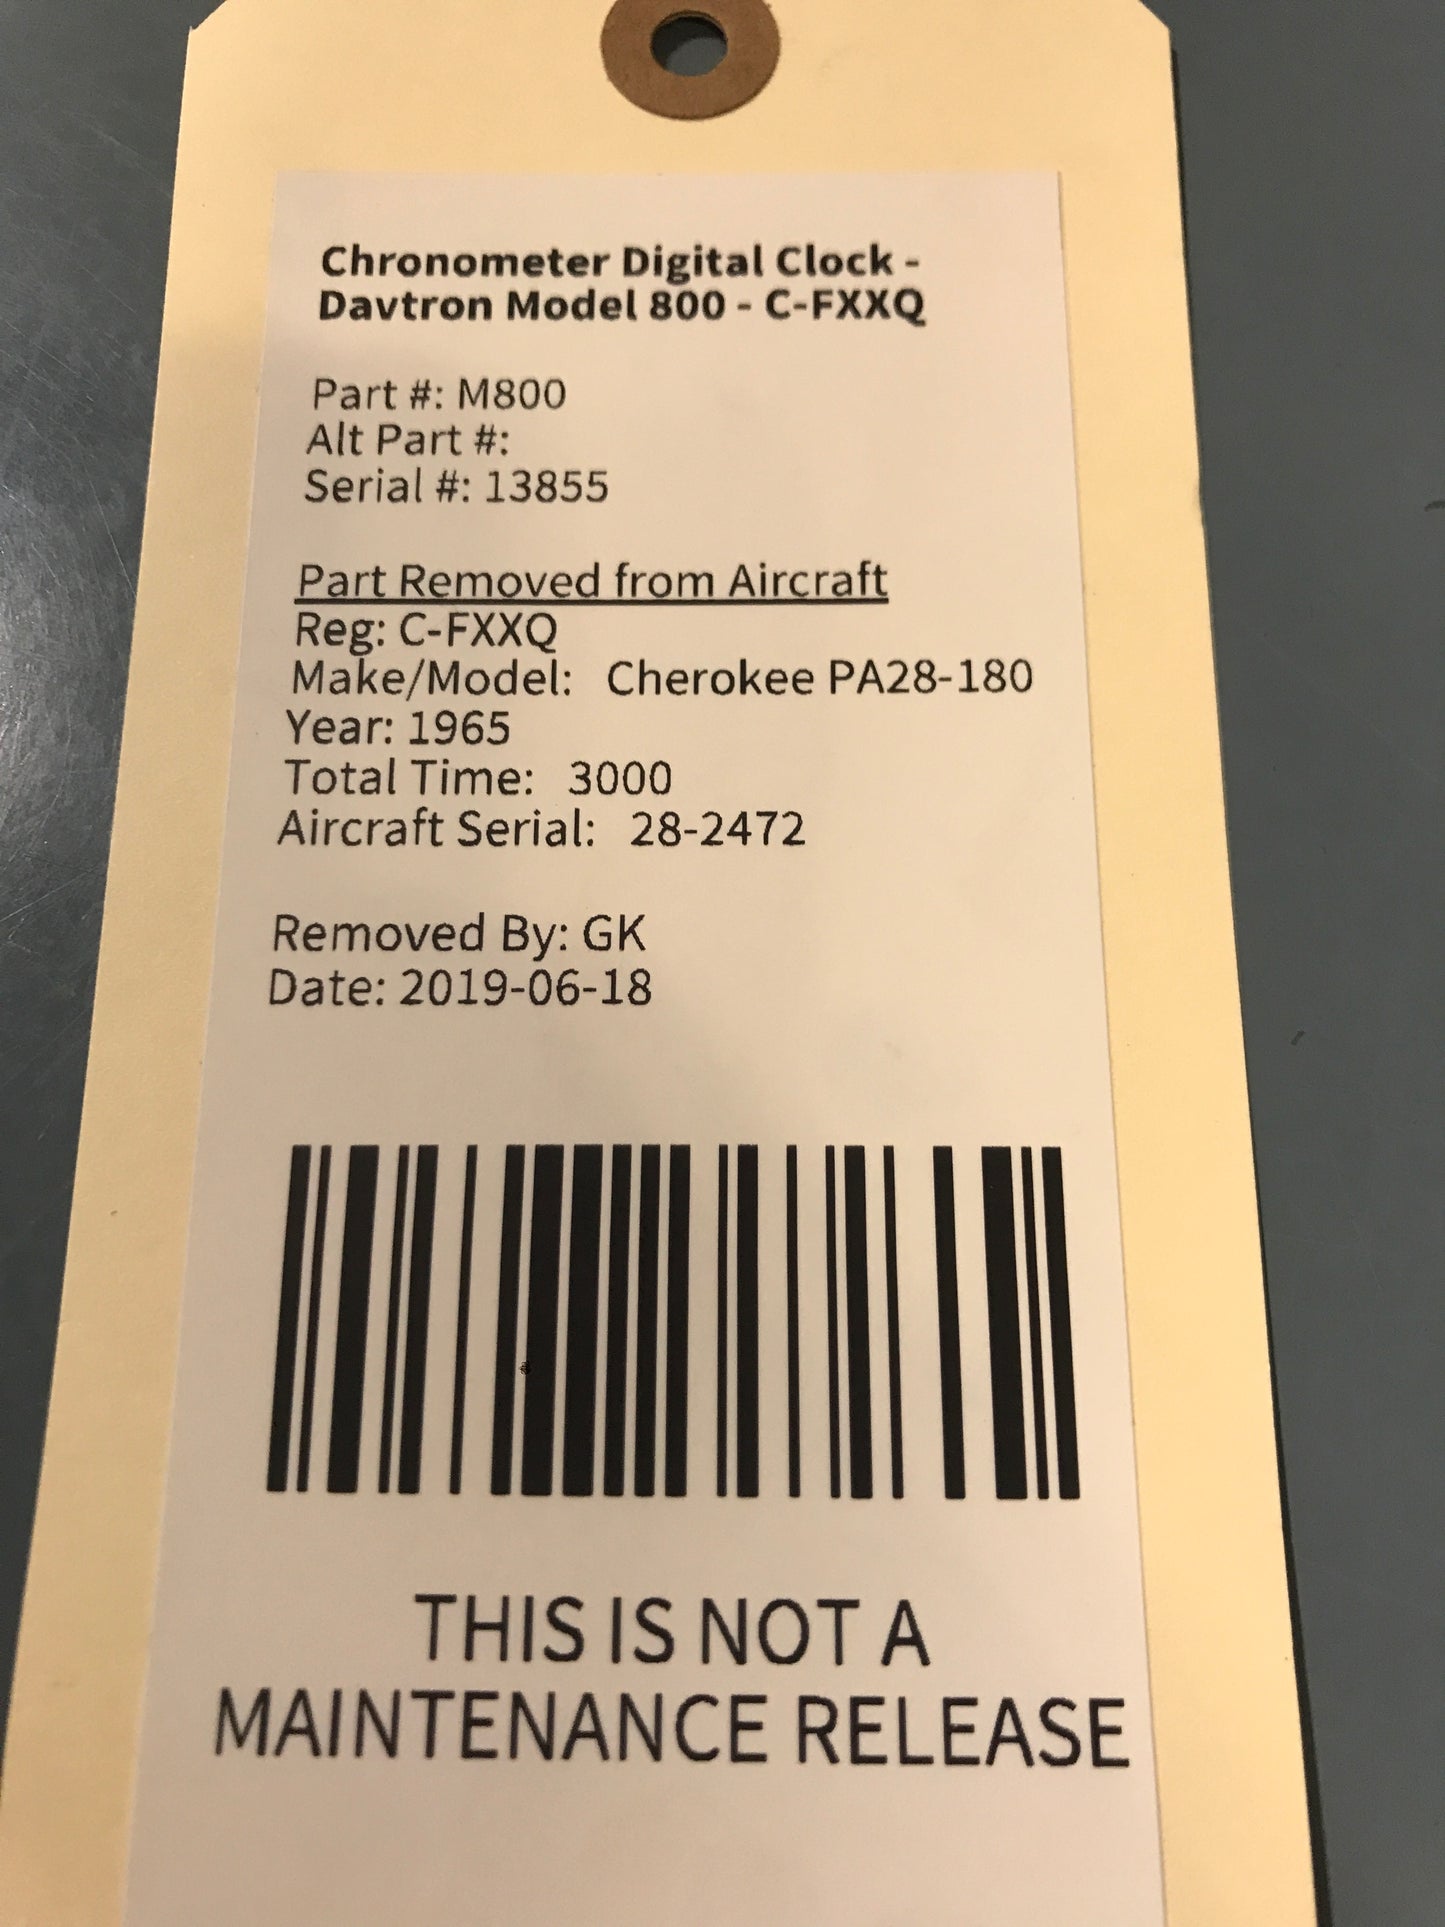 Chronometer Digital Clock -
Davtron Model 800 - C-FXXQ
Part #: M800
Alt Part #:
Serial #: 13855
Part Removed from Aircraft
Reg: C-FXXQ
Make/Model: Cherokee PA28-180
Year: 1965
Total Time: 3000
Aircraft Serial: 28-2472
Removed By: GK
Date: 2019-06-18
THIS IS NOT A
MAINTENANCE RELEASE